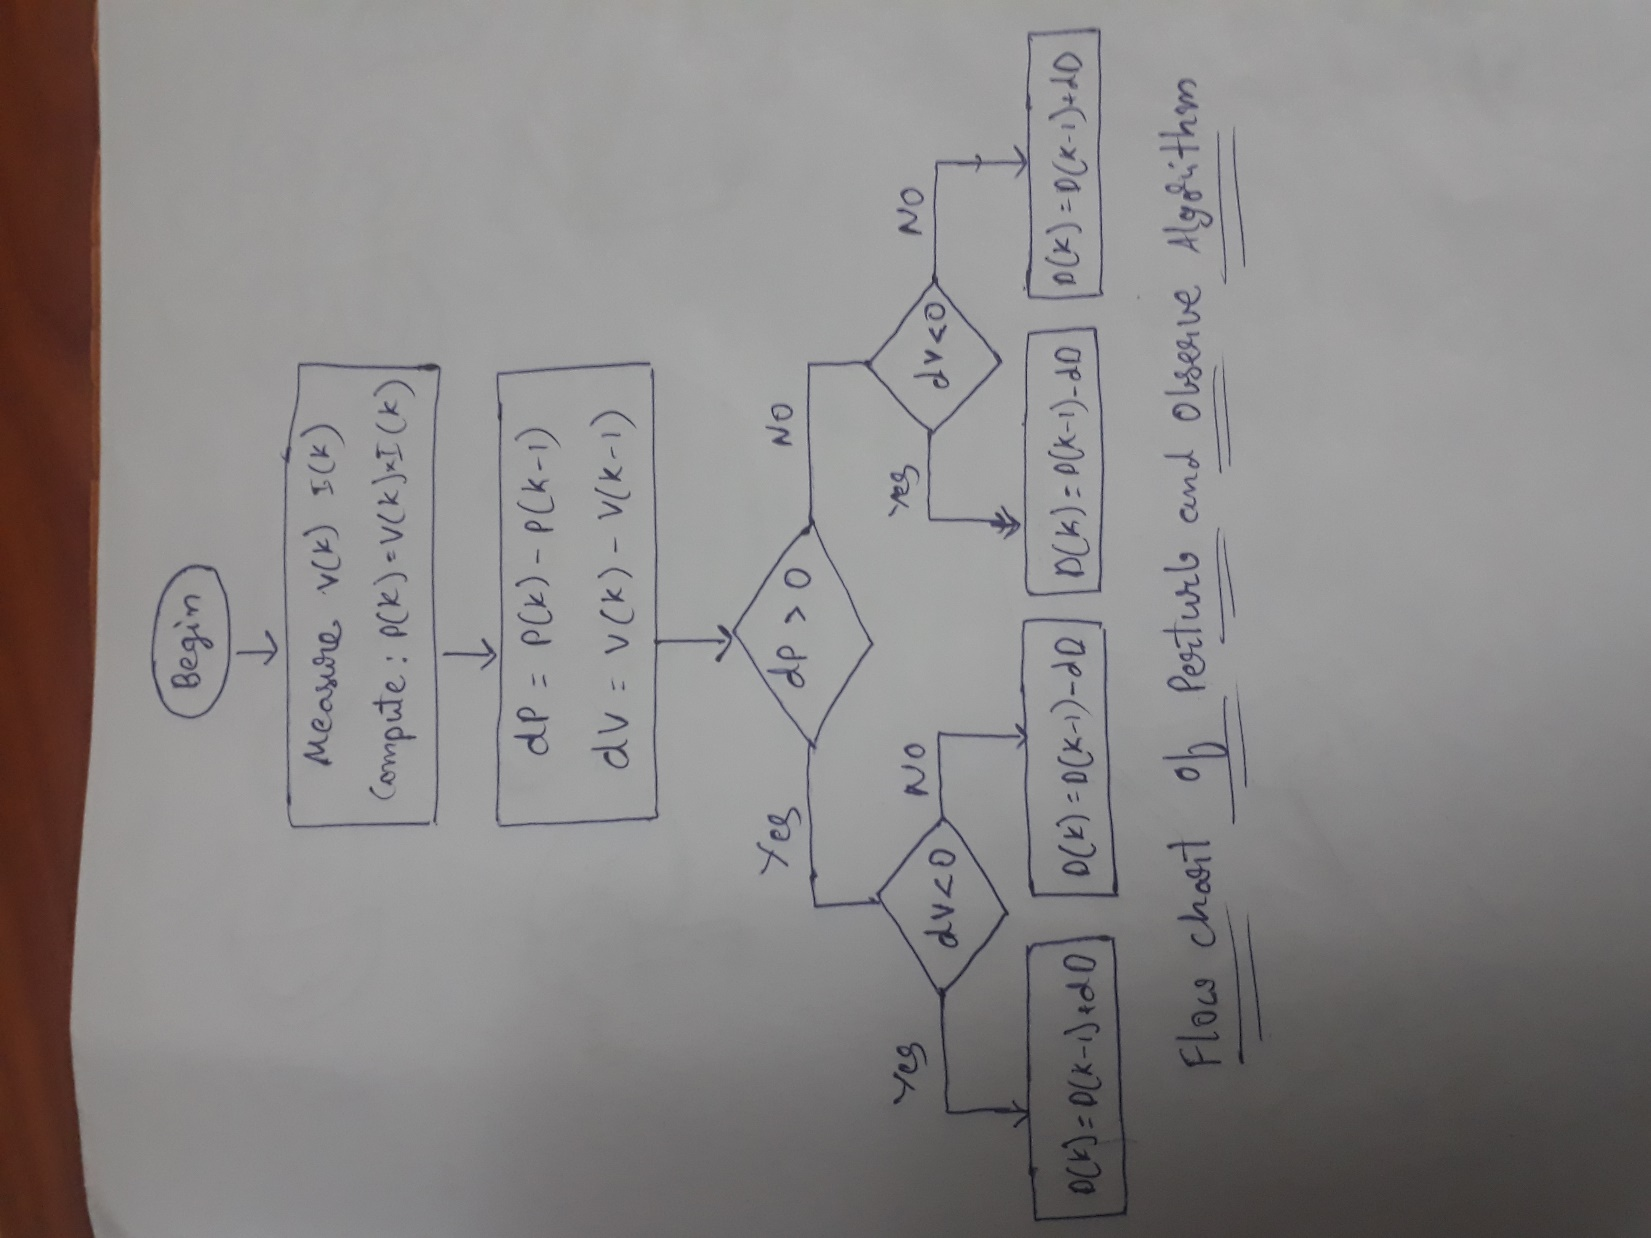 Begin
Measure V(K) I(K)
Compute: P(K)=V(K)xI(K)
dP = P(K) - P(K-1)
dV = V(K) - V(K-1)
dP > 0
Yes
NO
dV<0
Yes
NO
dV<0
Yes
NO
D(K)=D(K-1)+dD
D(K)=D(K-1)-dD
D(K)=D(K-1)-dD
D(K)=D(K-1)+dD
Flow chart of Perturb and Observe Algorithm